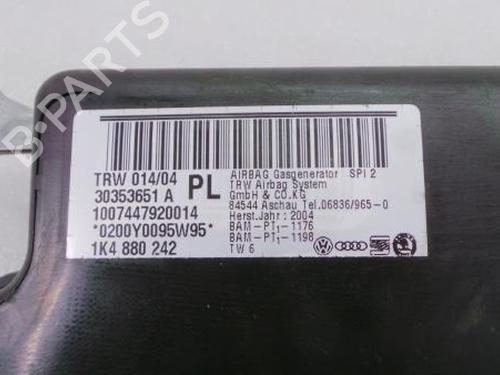 B-PARTS
TRW 014/04
30353651 A
PL
1007447920014
*0200Y0095W95*
1K4 880 242
AIRBAG Gasgenerator SPI 2
TRW Airbag System
GmbH & CO.KG
84544 Aschau Tel.06836/965-0
Herst.Jahr: 2004
BAM-PT1-1176
BAM-PT1-1198
TW 6